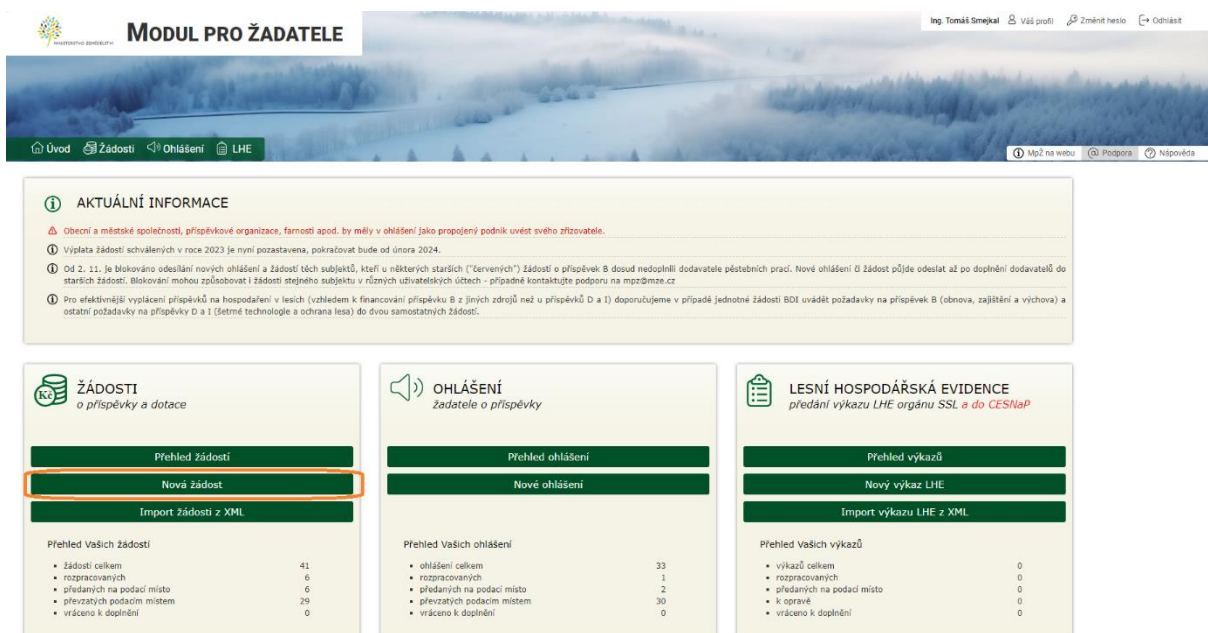 Ing. Tomáš Smejkal Váš profil Změnit heslo Odhlásit
MINISTERSTVO ZEMĚDĚLSTVÍ
MODUL PRO ŽADATELE
Úvod Žádosti Ohlášení LHE
MpŽ na webu Podpora Nápověda
AKTUÁLNÍ INFORMACE
Obecní a městské společnosti, příspěvkové organizace, farnosti apod. by měly v ohlášení jako propojený podnik uvést svého zřizovatele.
Výplata žádostí schválených v roce 2023 je nyní pozastavena, pokračovat bude od února 2024.
Od 2. 11. je blokováno odesílání nových ohlášení a žádostí těch subjektů, kteří u některých starších ("červených") žádostí o příspěvek B dosud nedoplnili dodavatele pěstebních prací. Nové ohlášení či žádost půjde odeslat až po doplnění dodavatelů do
starších žádostí. Blokování mohou způsobovat i žádosti stejného subjektu v různých uživatelských účtech - případně kontaktujte podporu na mpz@mze.cz
Pro efektivnější vyplácení příspěvků na hospodaření v lesích (vzhledem k financování příspěvku B z jiných zdrojů než u příspěvků D a I) doporučujeme v případě jednotné žádosti BDI uvádět požadavky na příspěvek B (obnova, zajištění a výchova) a
ostatní požadavky na příspěvky D a I (šetrné technologie a ochrana lesa) do dvou samostatných žádostí.
Kč
ŽÁDOSTI
o příspěvky a dotace
Přehled žádostí
Nová žádost
Import žádosti z XML
Přehled Vašich žádostí
žádostí celkem 41
rozpracovaných 6
předaných na podací místo 6
převzatých podacím místem 29
vráceno k doplnění 0
OHLÁŠENÍ
žadatele o příspěvky
Přehled ohlášení
Nové ohlášení
Přehled Vašich ohlášení
ohlášení celkem 33
rozpracovaných 1
předaných na podací místo 2
převzatých podacím místem 30
vráceno k doplnění 0
LESNÍ HOSPODÁŘSKÁ EVIDENCE
předání výkazu LHE orgánu SSL a do CESNaP
Přehled výkazů
Nový výkaz LHE
Import výkazu LHE z XML
Přehled Vašich výkazů
výkazů celkem 0
rozpracovaných 0
předaných na podací místo 0
k opravě 0
vráceno k doplnění 0